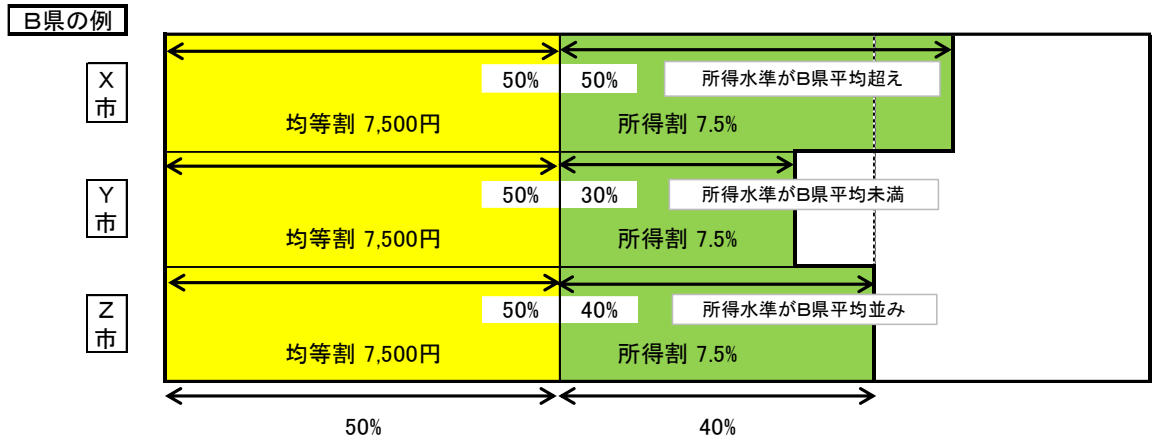 B県の例
X
市
50%
50%
所得水準がB県平均超え
均等割 7,500円
所得割 7.5%
Y
市
50%
30%
所得水準がB県平均未満
均等割 7,500円
所得割 7.5%
Z
市
50%
40%
所得水準がB県平均並み
均等割 7,500円
所得割 7.5%
50%
40%